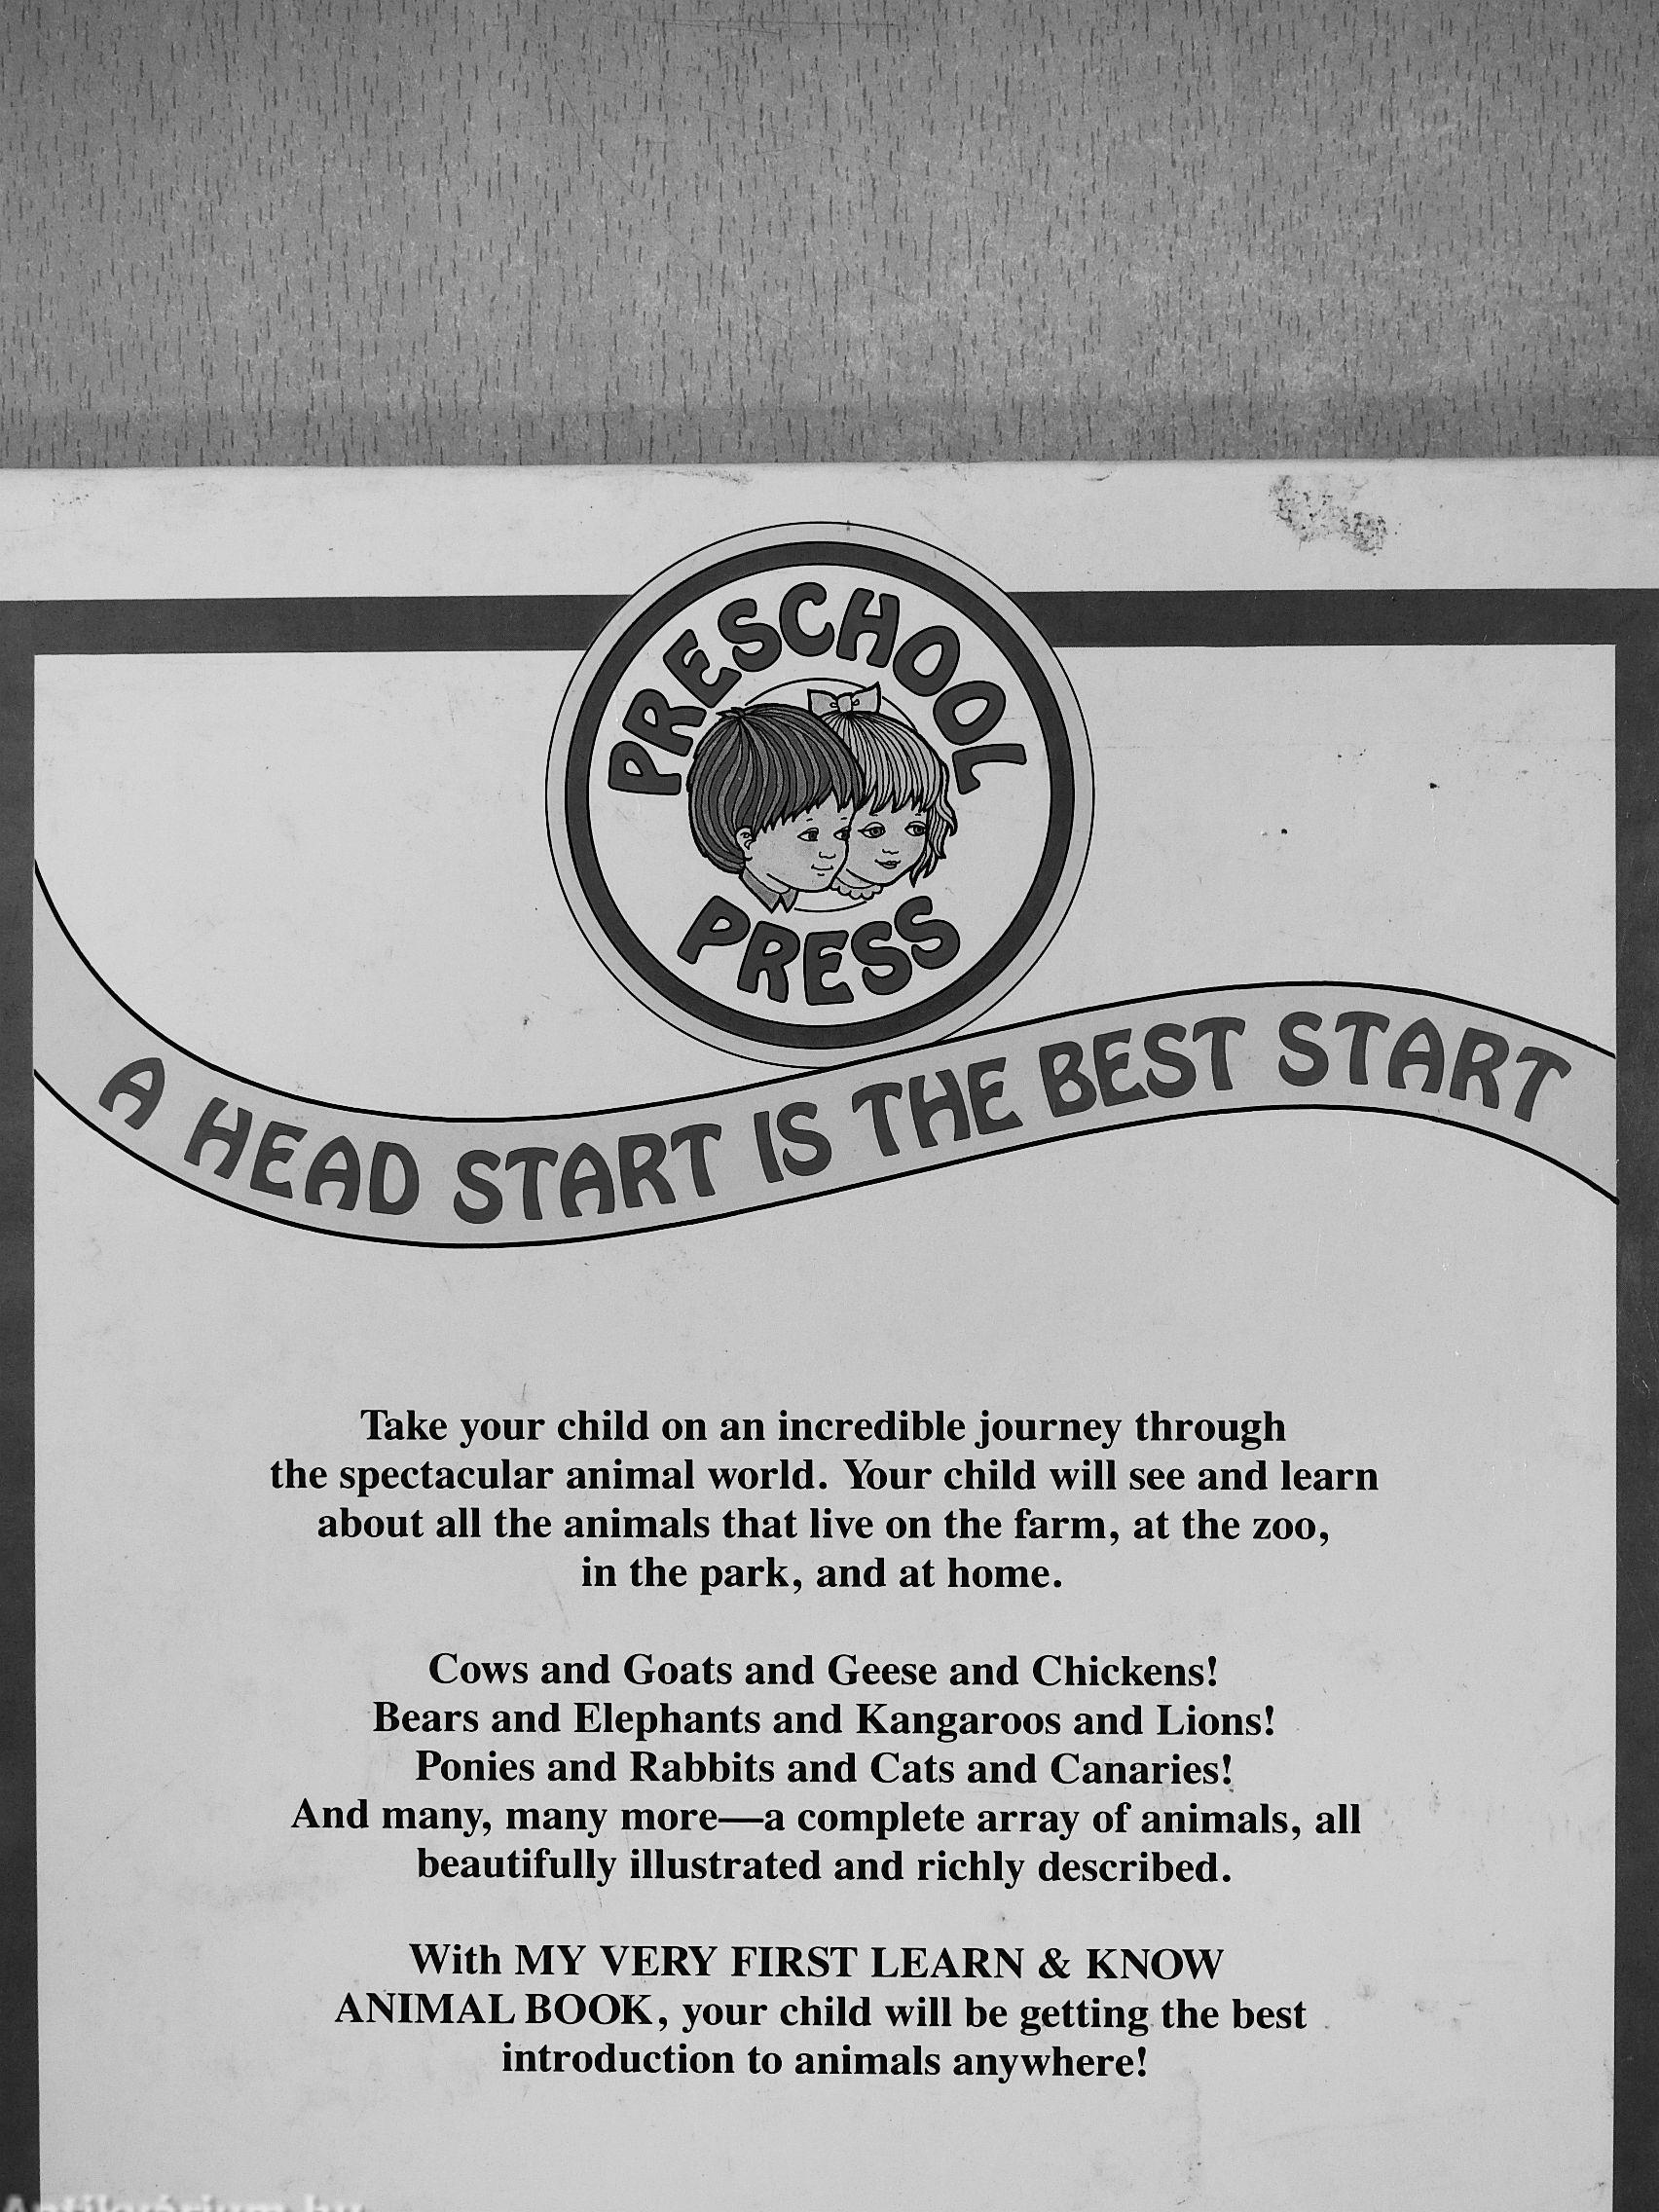 PRESCHOOL
PRESS
A HEAD START IS THE BEST START
Take your child on an incredible journey through
the spectacular animal world. Your child will see and learn
about all the animals that live on the farm, at the zoo,
in the park, and at home.
Cows and Goats and Geese and Chickens!
Bears and Elephants and Kangaroos and Lions!
Ponies and Rabbits and Cats and Canaries!
And many, many more—a complete array of animals, all
beautifully illustrated and richly described.
With MY VERY FIRST LEARN & KNOW
ANIMAL BOOK, your child will be getting the best
introduction to animals anywhere!
Antikvárium.hu